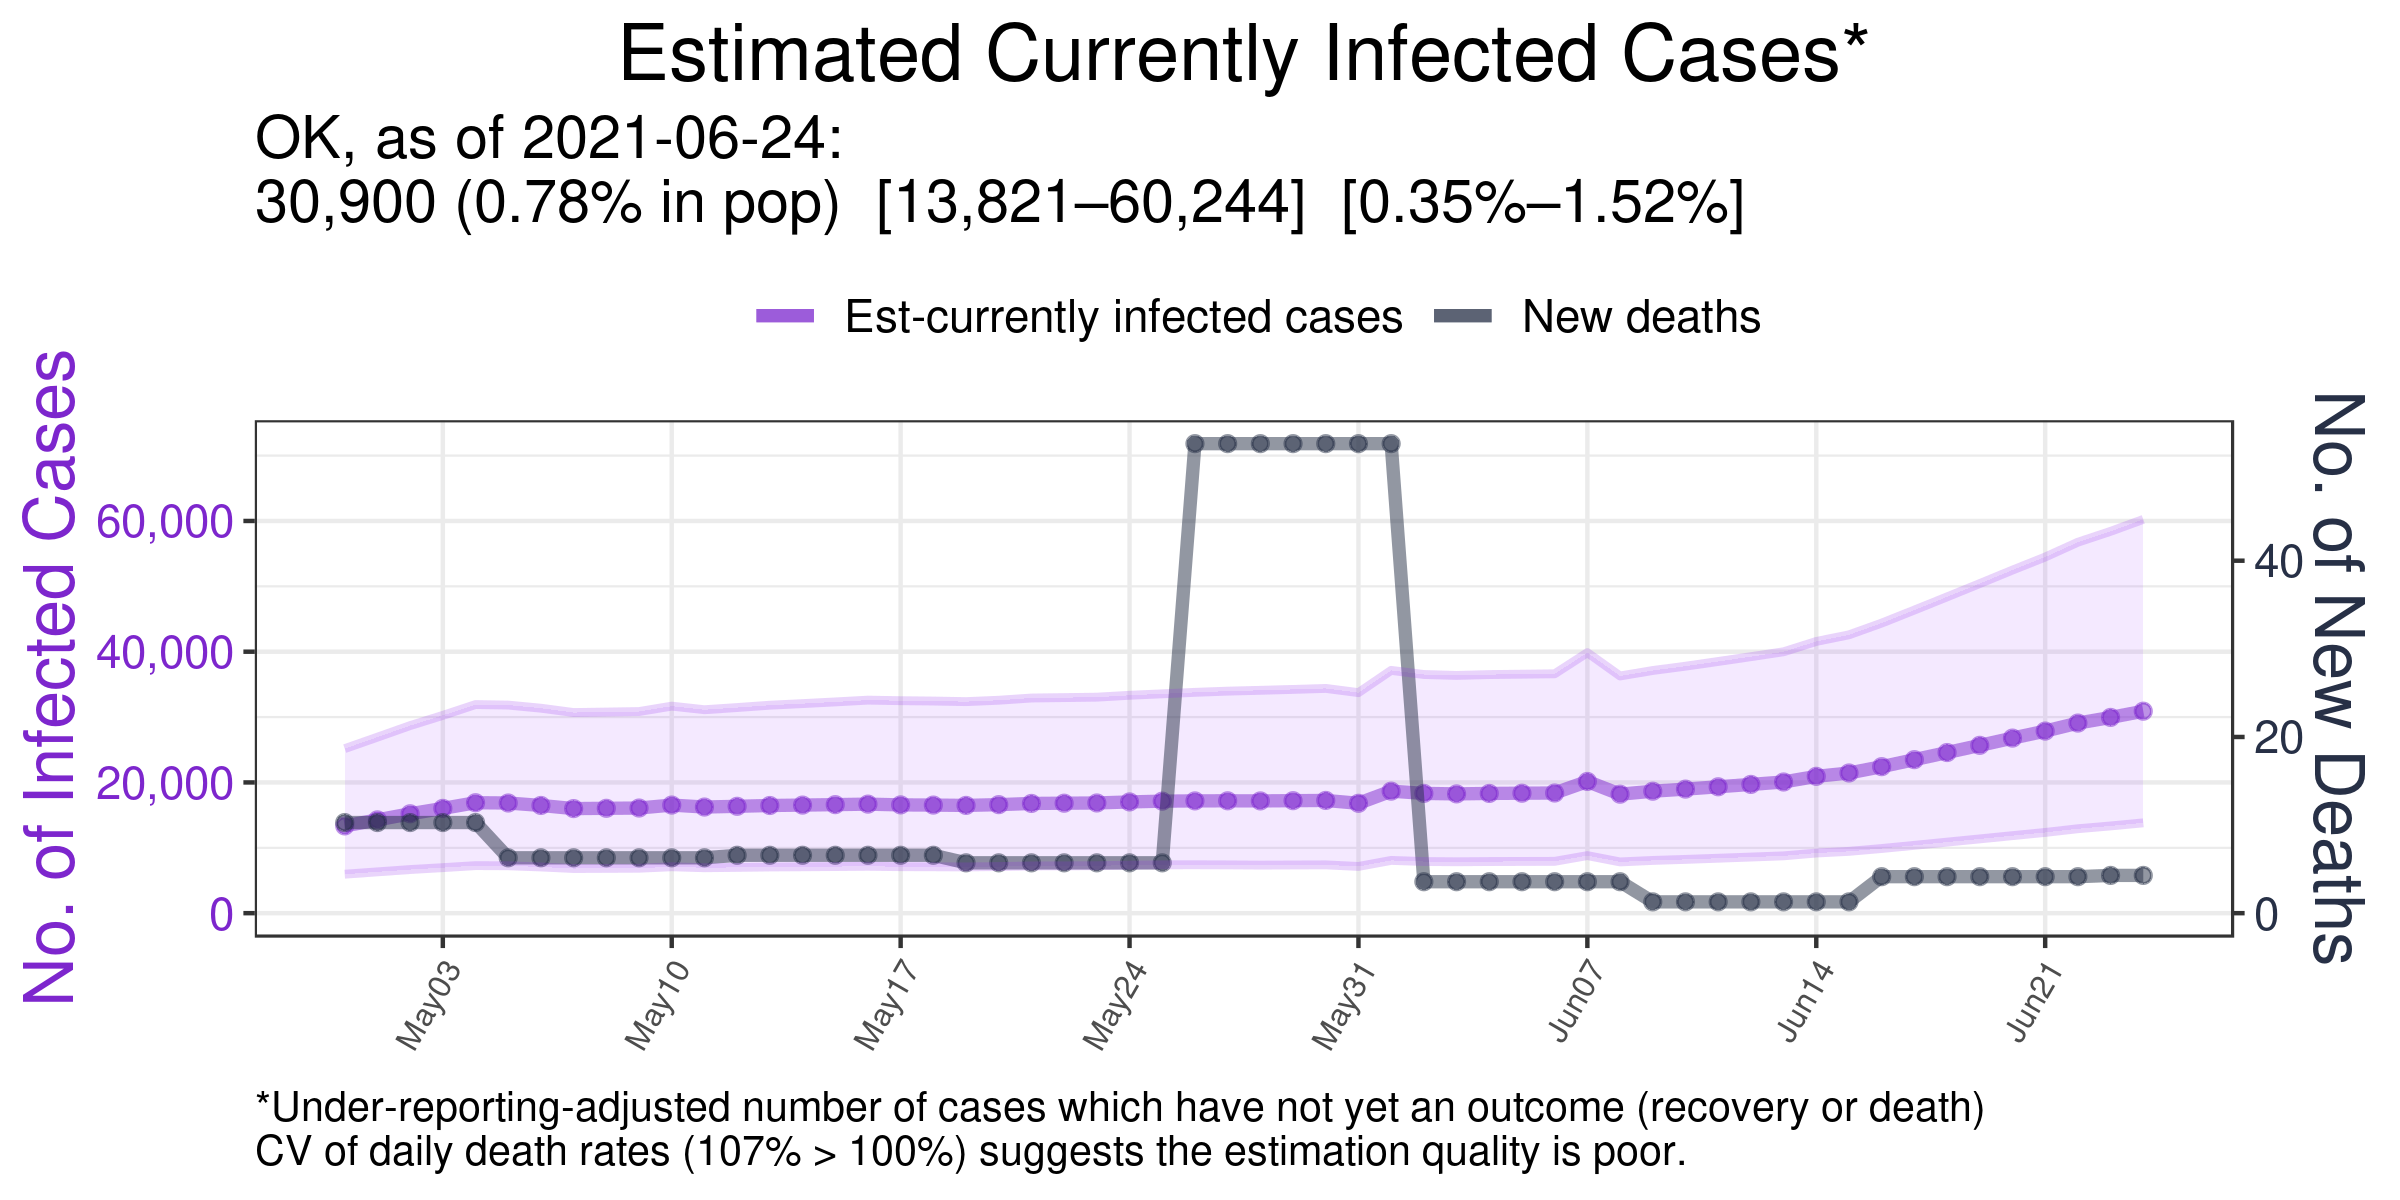 Estimated Currently Infected Cases*
OK, as of 2021-06-24:
30,900 (0.78% in pop)  [13,821–60,244]  [0.35%–1.52%]
Est-currently infected cases
New deaths
No. of Infected Cases
60,000
40,000
20,000
0
No. of New Deaths
40
20
0
May03
May10
May17
May24
May31
Jun07
Jun14
Jun21
*Under-reporting-adjusted number of cases which have not yet an outcome (recovery or death)
CV of daily death rates (107% > 100%) suggests the estimation quality is poor.